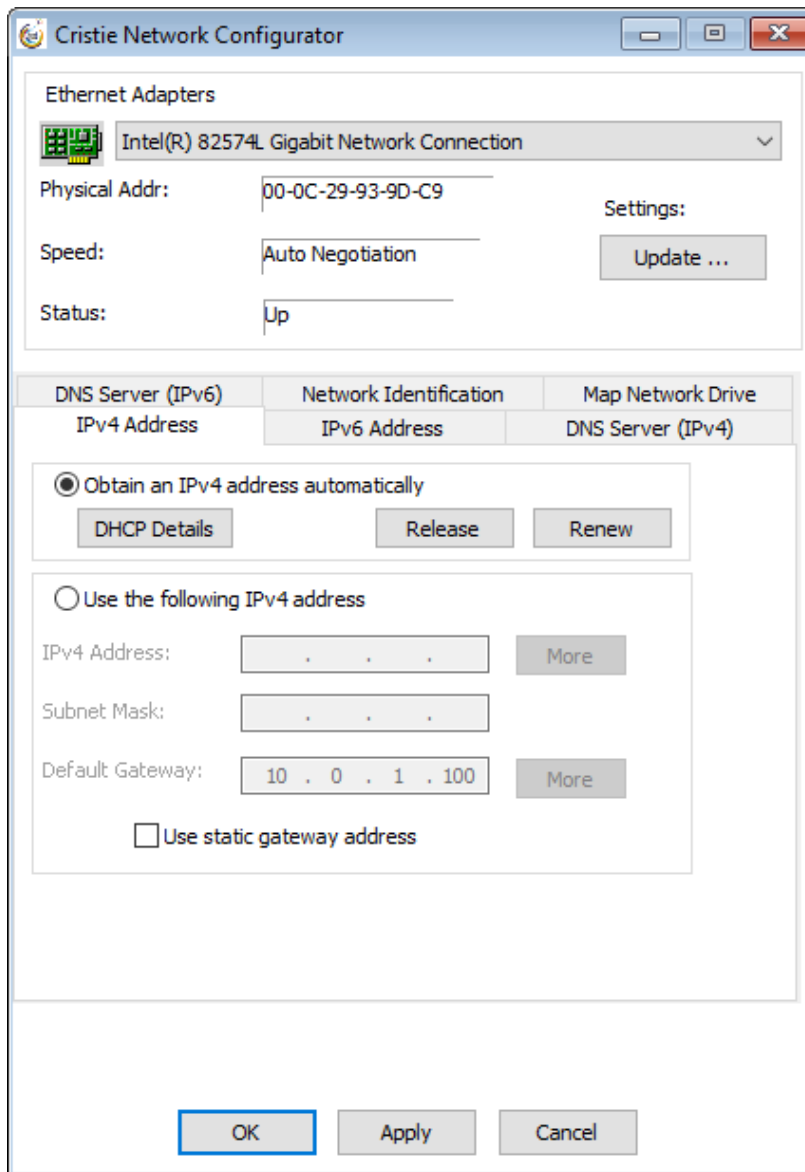 Cristie Network Configurator
Ethernet Adapters
Intel(R) 82574L Gigabit Network Connection
Physical Addr: 00-0C-29-93-9D-C9
Settings:
Speed: Auto Negotiation
Update ...
Status: Up
DNS Server (IPv6) Network Identification Map Network Drive
IPv4 Address IPv6 Address DNS Server (IPv4)
Obtain an IPv4 address automatically
DHCP Details Release Renew
Use the following IPv4 address
IPv4 Address: . . . More
Subnet Mask: . . .
Default Gateway: 10 . 0 . 1 . 100 More
Use static gateway address
OK Apply Cancel